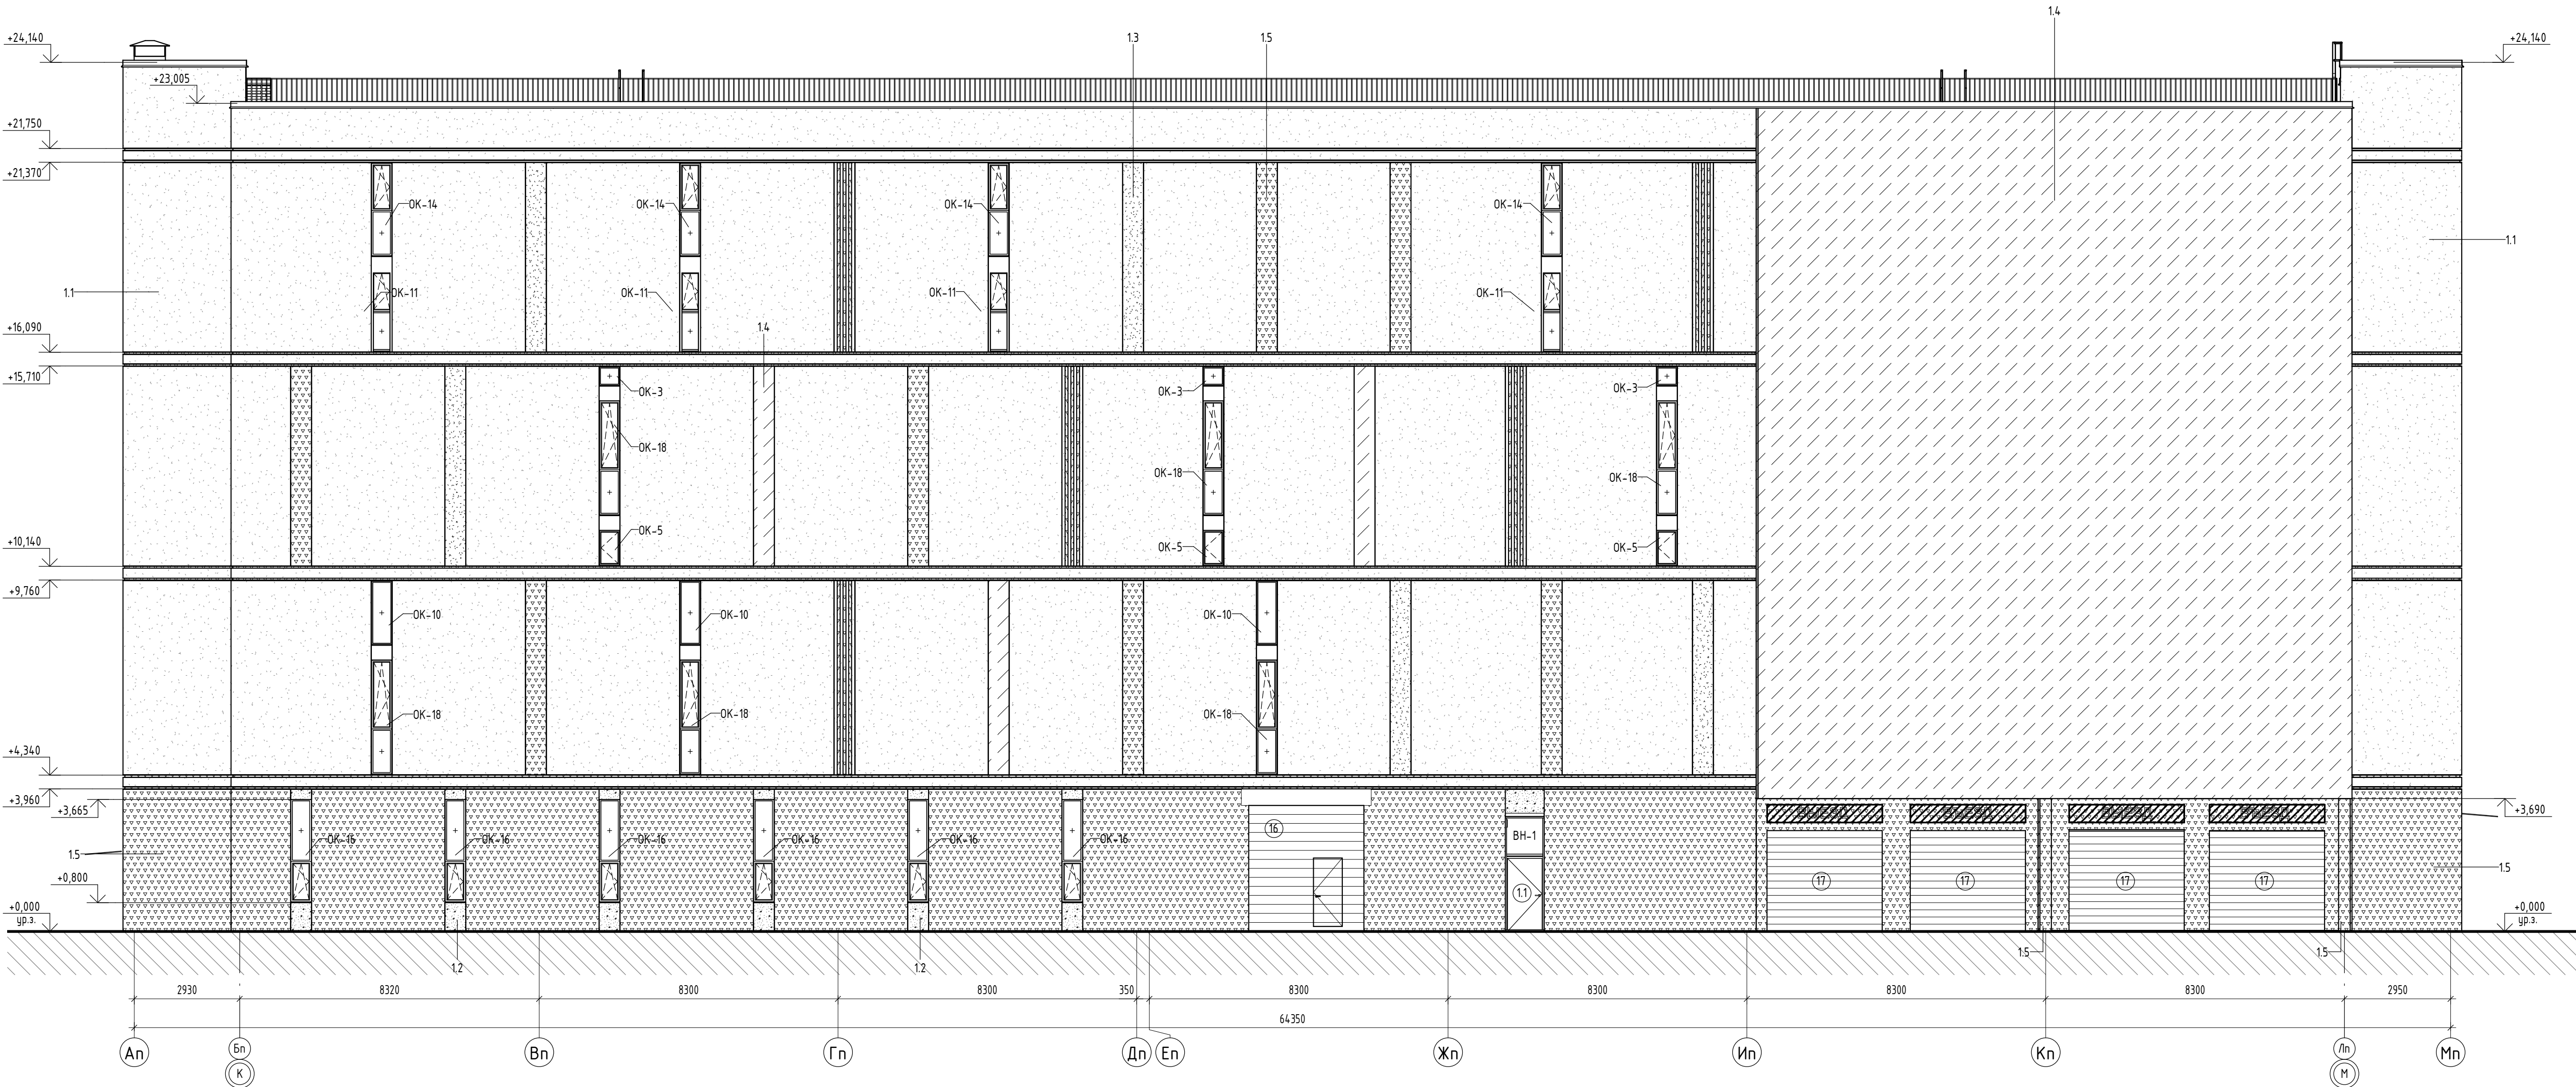 1.4
+24,140
1.3
1.5
+24,140
+23,005
+21,750
+21,370
ОК-14
ОК-14
ОК-14
ОК-14
1.1
1.1
ОК-11
ОК-11
ОК-11
ОК-11
+16,090
1.4
+15,710
ОК-3
ОК-3
ОК-3
ОК-18
ОК-18
ОК-18
+10,140
ОК-5
ОК-5
ОК-5
+9,760
ОК-10
ОК-10
ОК-10
ОК-18
ОК-18
ОК-18
+4,340
+3,960
+3,665
+3,690
ВЫЕЗД
ВЪЕЗД
ВЫЕЗД
ВЪЕЗД
16
ВН-1
ОК-16
ОК-16
ОК-16
ОК-16
ОК-16
ОК-16
1.5
1.5
+0,800
17
17
17
17
1.1
+0,000
ур.з.
+0,000
ур.з.
1.2
1.2
1.5
1.5
2930
8320
8300
8300
350
8300
8300
8300
8300
2950
64350
Ап
Бп
Вп
Гп
Дп
Еп
Жп
Ип
Кп
Лп
Мп
К
М